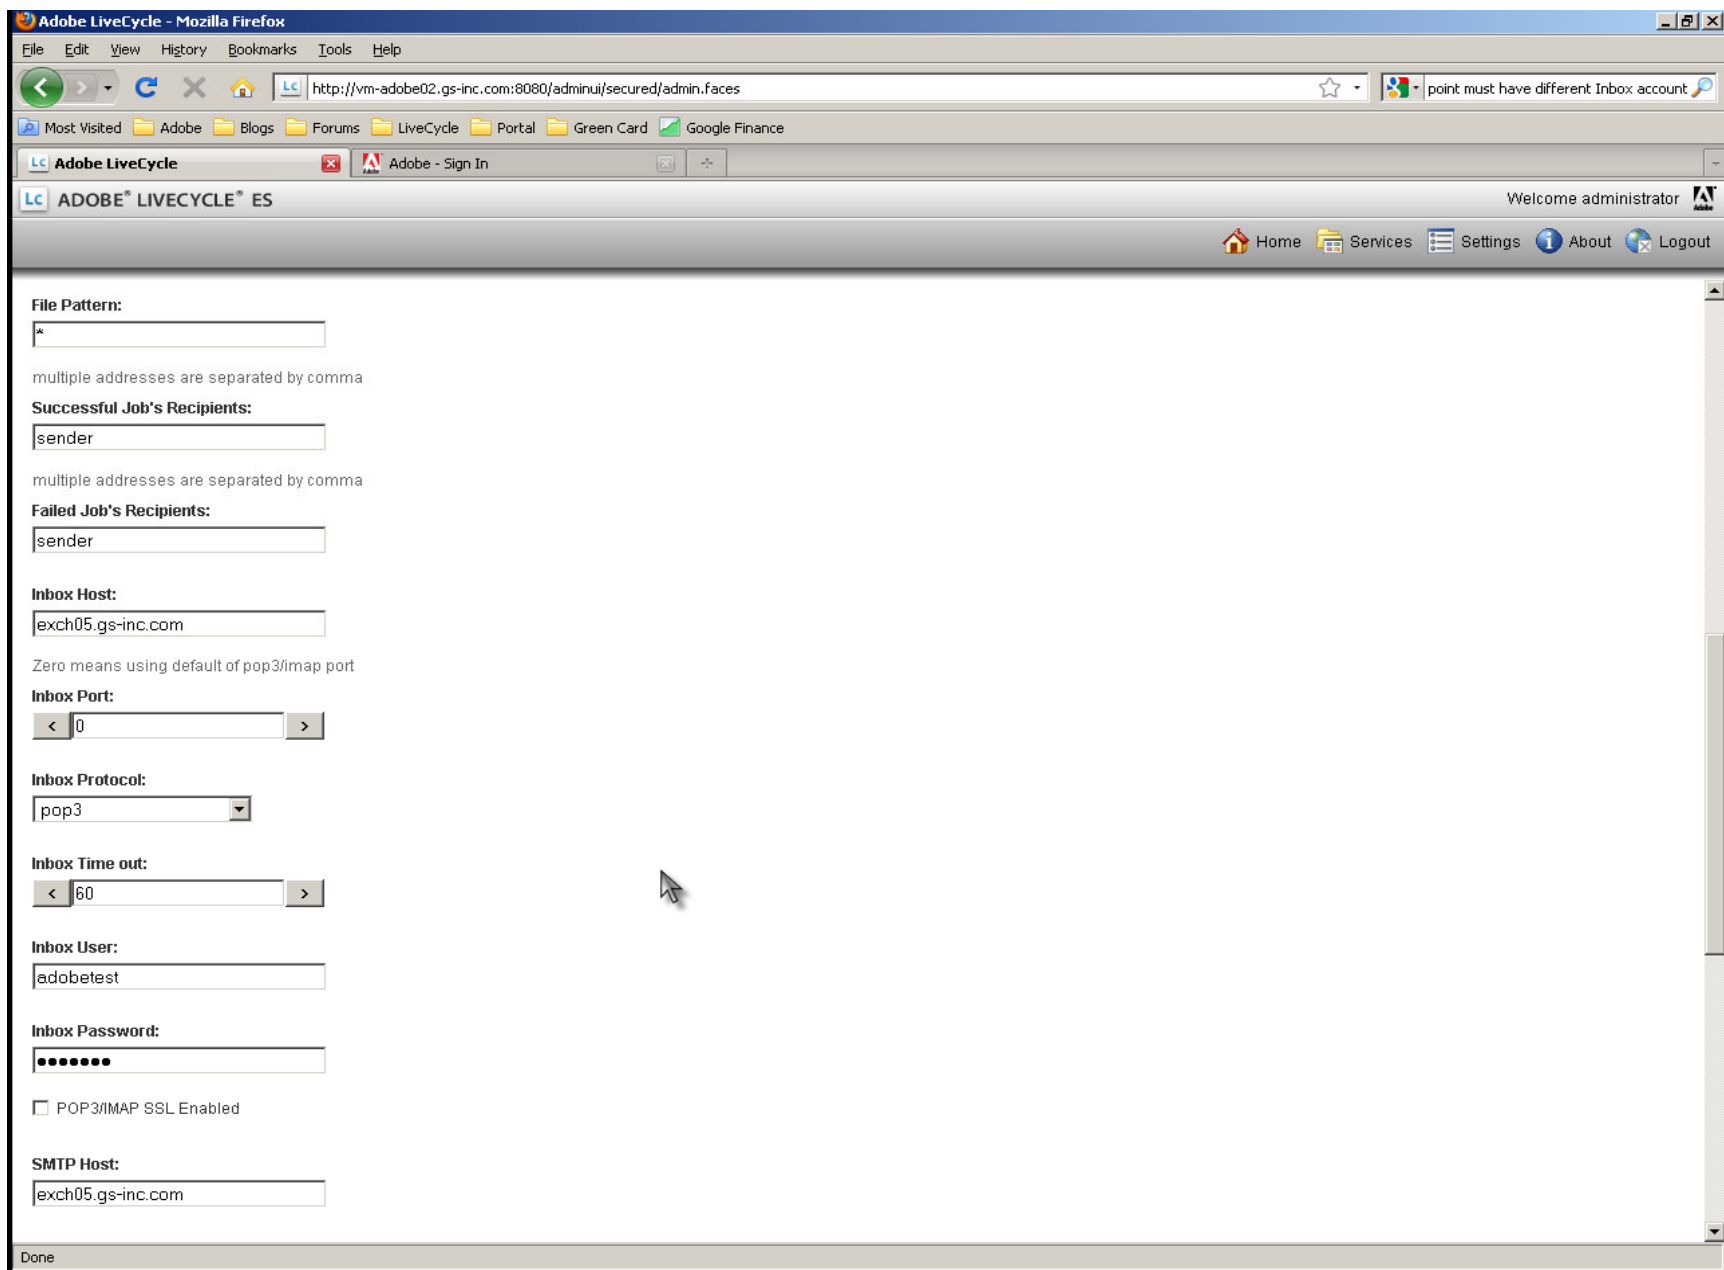 Adobe LiveCycle - Mozilla Firefox
File Edit View History Bookmarks Tools Help
Lc http://vm-adobe02.gs-inc.com:8080/adminui/secured/admin.faces point must have different Inbox account
Most Visited Adobe Blogs Forums LiveCycle Portal Green Card Google Finance
Lc Adobe LiveCycle Adobe - Sign In
Lc ADOBE® LIVECYCLE® ES Welcome administrator Adobe
Home Services Settings About Logout
File Pattern:
*
multiple addresses are separated by comma
Successful Job's Recipients:
sender
multiple addresses are separated by comma
Failed Job's Recipients:
sender
Inbox Host:
exch05.gs-inc.com
Zero means using default of pop3/imap port
Inbox Port:
< 0 >
Inbox Protocol:
pop3
Inbox Time out:
< 60 >
Inbox User:
adobetest
Inbox Password:
•••••••
POP3/IMAP SSL Enabled
SMTP Host:
exch05.gs-inc.com
Done